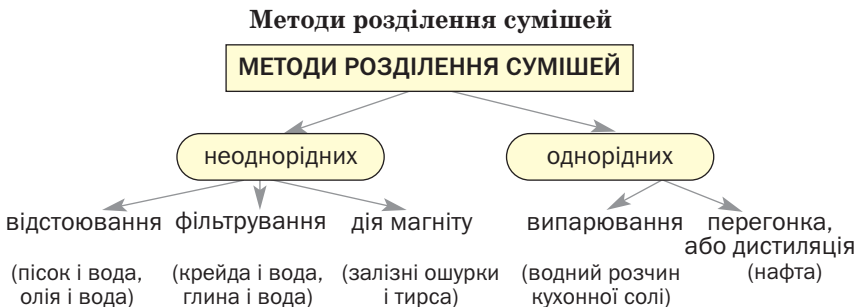 Методи розділення сумішей
МЕТОДИ РОЗДІЛЕННЯ СУМІШЕЙ
неоднорідних
однорідних
відстоювання
(пісок і вода,
олія і вода)
фільтрування
(крейда і вода,
глина і вода)
дія магніту
(залізні ошурки
і тирса)
випарювання
(водний розчин
кухонної солі)
перегонка,
або дистиляція
(нафта)